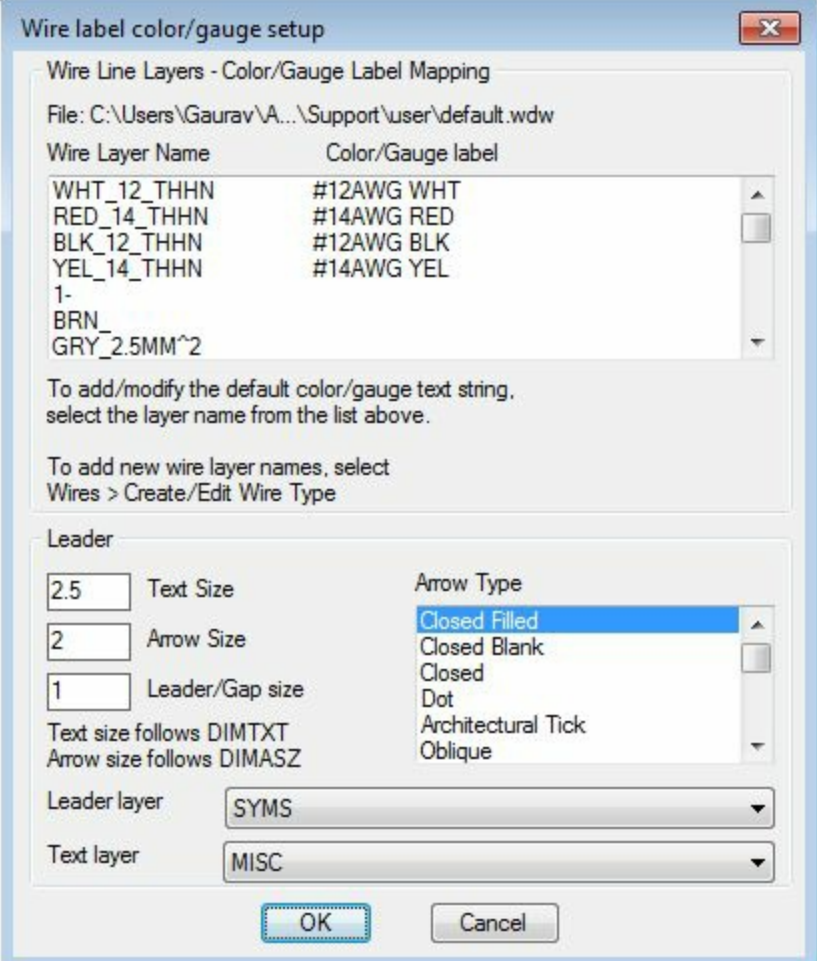 Wire label color/gauge setup
Wire Line Layers - Color/Gauge Label Mapping
File: C:\Users\Gaurav\A...\Support\user\default.wdw
Wire Layer Name Color/Gauge label
WHT_12_THHN #12AWG WHT
RED_14_THHN #14AWG RED
BLK_12_THHN #12AWG BLK
YEL_14_THHN #14AWG YEL
1-
BRN_
GRY_2.5MM^2
To add/modify the default color/gauge text string,
select the layer name from the list above.
To add new wire layer names, select
Wires > Create/Edit Wire Type
Leader
2.5 Text Size
2 Arrow Size
1 Leader/Gap size
Text size follows DIMTXT
Arrow size follows DIMASZ
Arrow Type
Closed Filled
Closed Blank
Closed
Dot
Architectural Tick
Oblique
Leader layer SYMS
Text layer MISC
OK Cancel